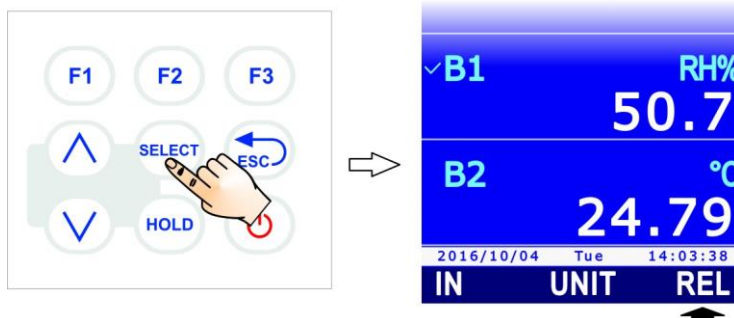 F1 F2 F3
SELECT ESC
HOLD
B1 RH%
50.7
B2 °C
24.79
2016/10/04 Tue 14:03:38
IN UNIT REL